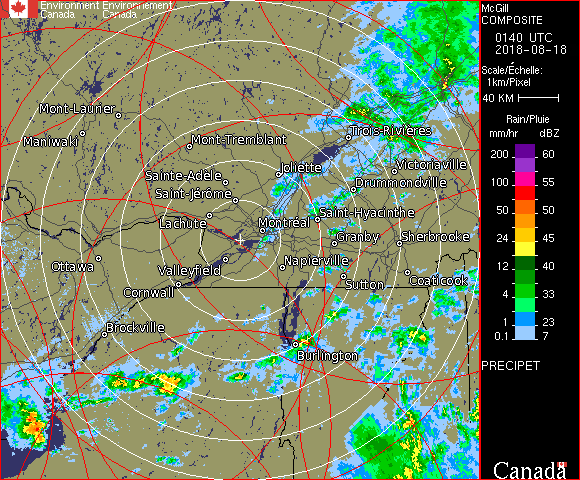 Environment Environnement
Canada Canada
McGill
COMPOSITE
0140 UTC
2018-08-18
Scale/Échelle:
1km/Pixel
40 KM
Rain/Pluie
mm/hr dBZ
200 60
100 55
50 50
24 45
12 40
4 33
1 23
0.1 7
PRECIPET
Mont-Laurier
Maniwaki
Mont-Tremblant
Trois-Rivières
Sainte-Adèle
Joliette
Victoriaville
Saint-Jérôme
Drummondville
Lachute
Saint-Hyacinthe
Montréal
Granby
Sherbrooke
Ottawa
Valleyfield
Napierville
Cornwall
Sutton
Coaticook
Brockville
Burlington
Canada